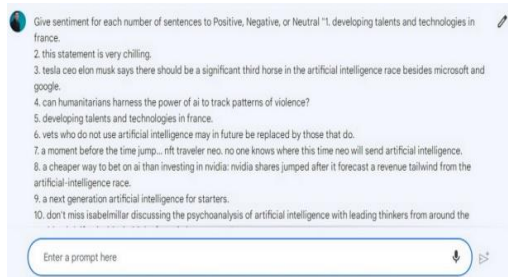 Give sentiment for each number of sentences to Positive, Negative, or Neutral "1. developing talents and technologies in
france.
2. this statement is very chilling.
3. tesla ceo elon musk says there should be a significant third horse in the artificial intelligence race besides microsoft and
google.
4. can humanitarians harness the power of ai to track patterns of violence?
5. developing talents and technologies in france.
6. vets who do not use artificial intelligence may in future be replaced by those that do.
7. a moment before the time jump... nft traveler neo. no one knows where this time neo will send artificial intelligence.
8. a cheaper way to bet on ai than investing in nvidia: nvidia shares jumped after it forecast a revenue tailwind from the
artificial-intelligence race.
9. a next generation artificial intelligence for starters.
10. don't miss isabelmillar discussing the psychoanalysis of artificial intelligence with leading thinkers from around the
Enter a prompt here